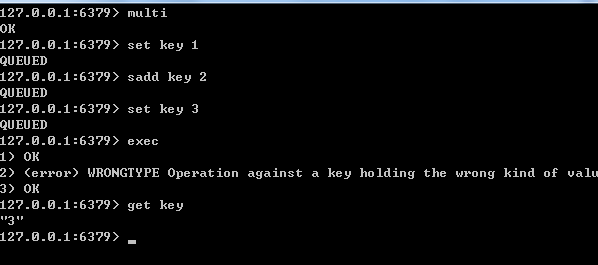 127.0.0.1:6379> multi
OK
127.0.0.1:6379> set key 1
QUEUED
127.0.0.1:6379> sadd key 2
QUEUED
127.0.0.1:6379> set key 3
QUEUED
127.0.0.1:6379> exec
1) OK
2) (error) WRONGTYPE Operation against a key holding the wrong kind of valu
3) OK
127.0.0.1:6379> get key
"3"
127.0.0.1:6379> _